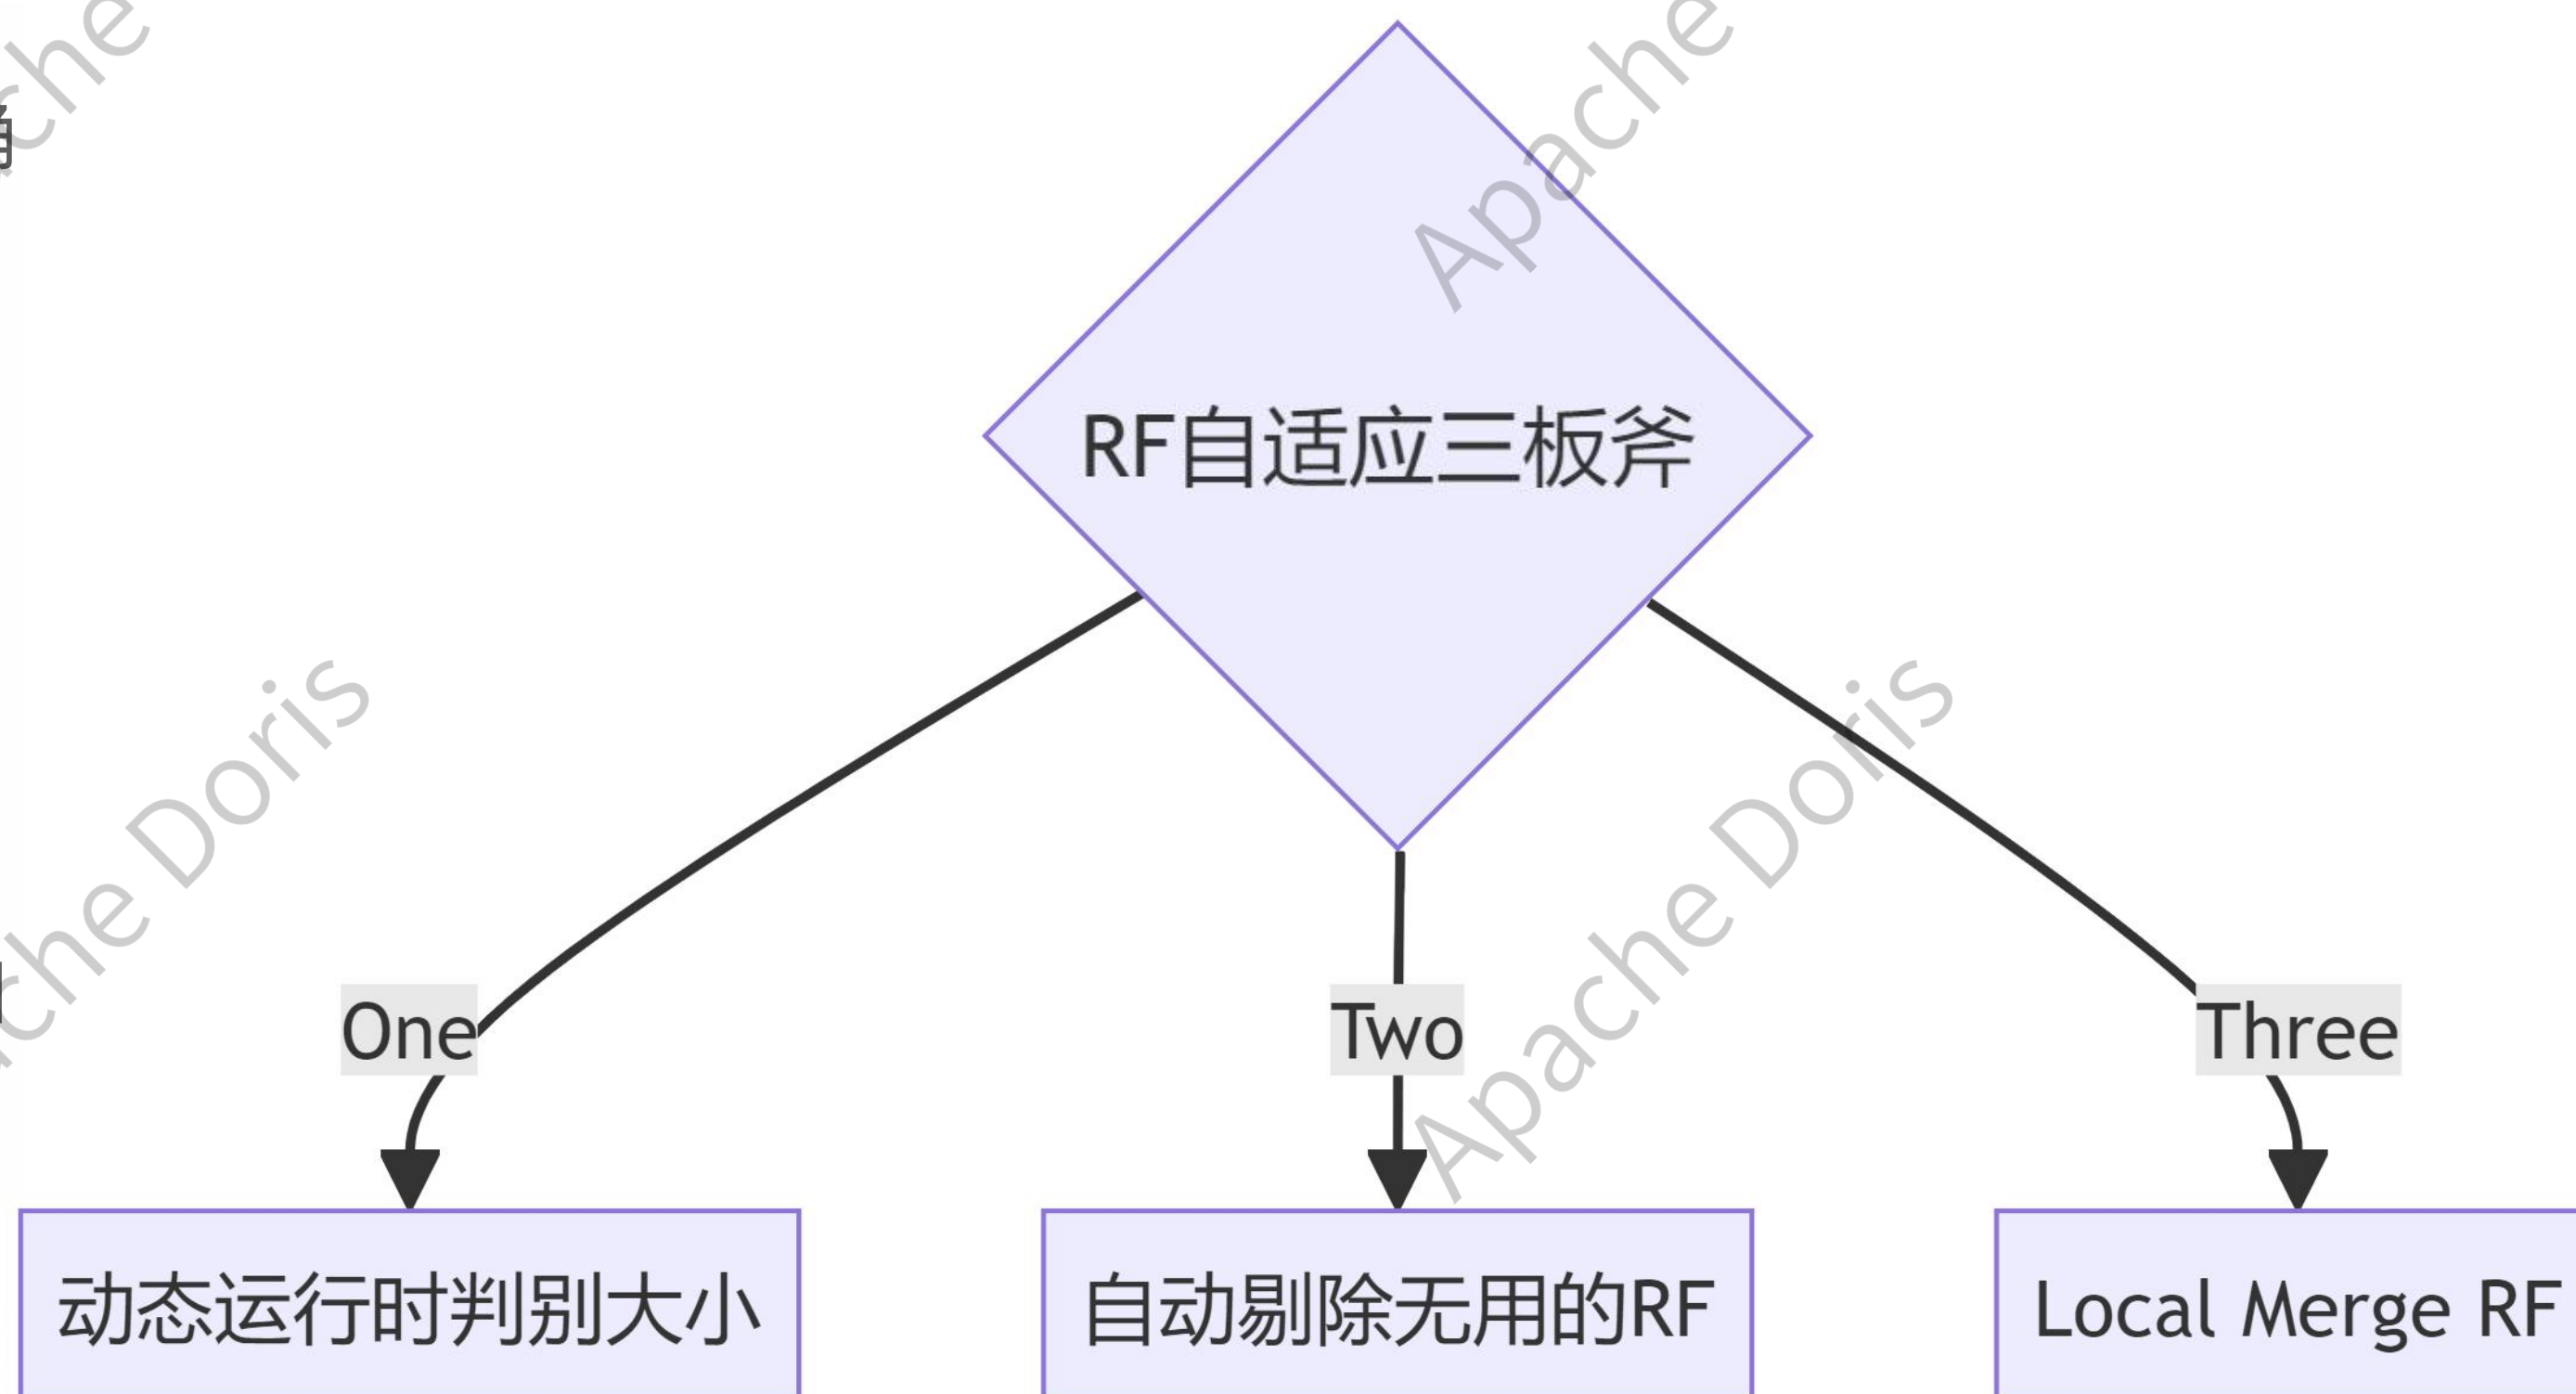 Apache
RF自适应三板斧
Doris
Apache Doris
One
Two
Three
动态运行时判别大小
自动剔除无用的RF
Local Merge RF